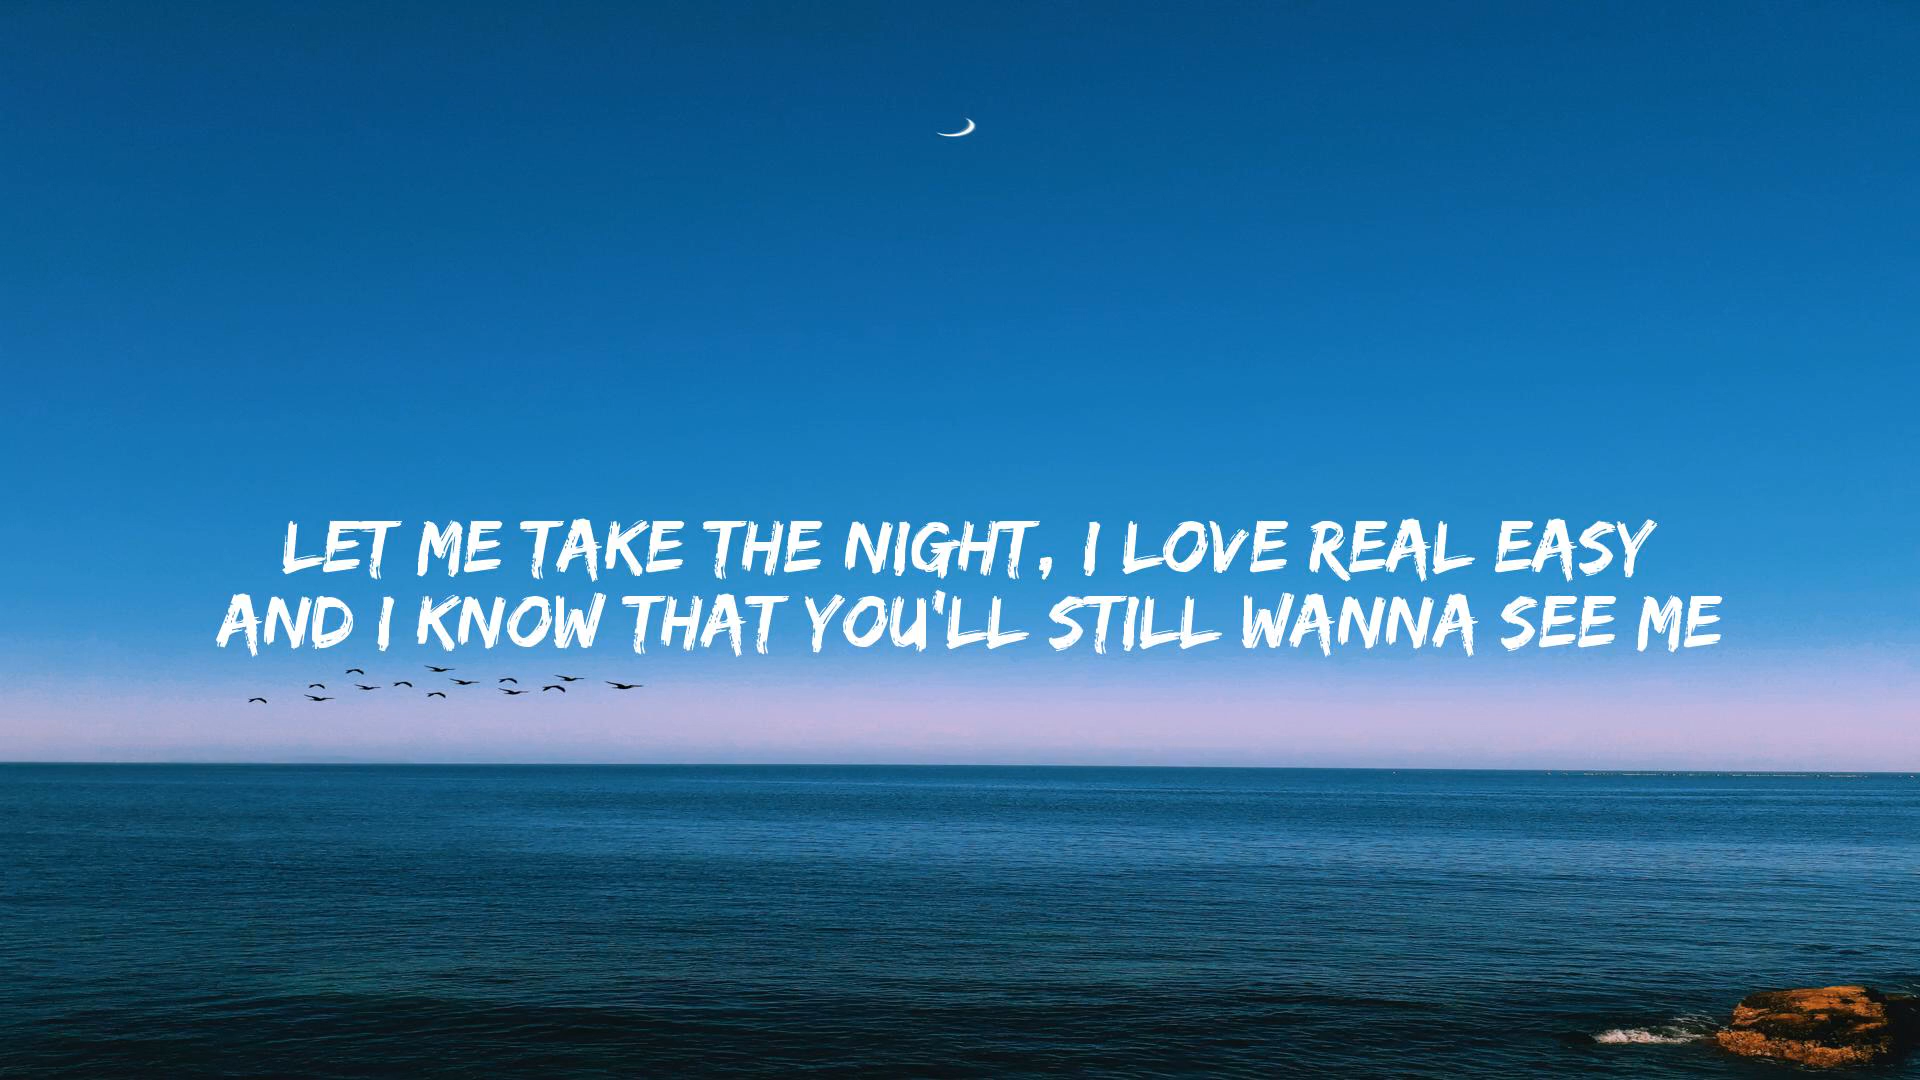 LET ME TAKE THE NIGHT, I LOVE REAL EASY
AND I KNOW THAT YOU'LL STILL WANNA SEE ME